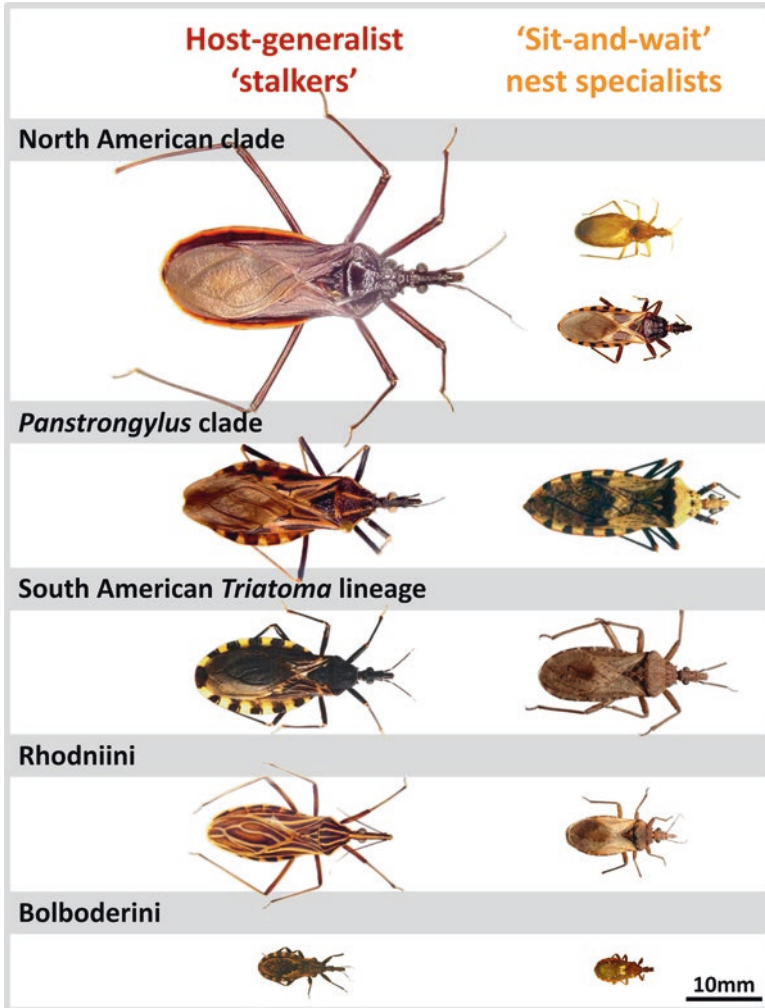 Host-generalist
'stalkers'
'Sit-and-wait'
nest specialists
North American clade
Panstrongylus clade
South American Triatoma lineage
Rhodniini
Bolboderini
10mm